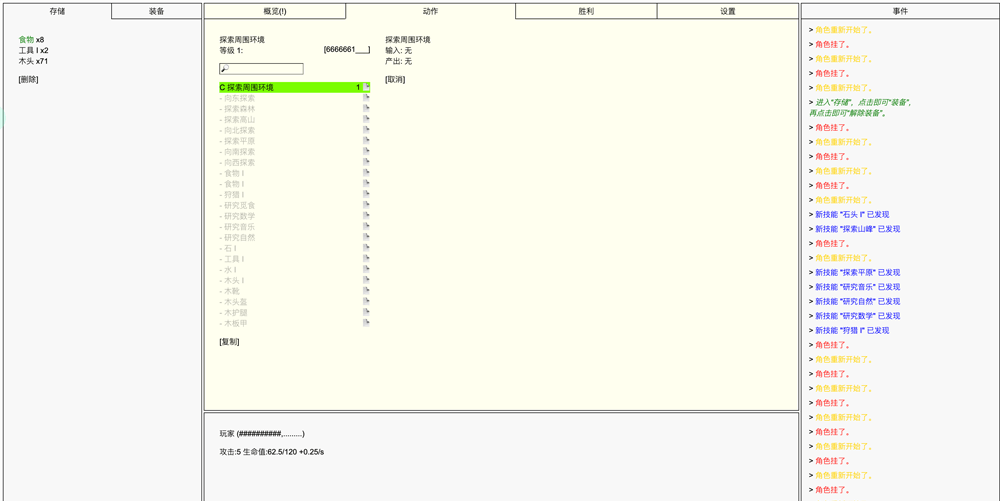 存储
装备
食物 x8
工具 I x2
木头 x71
[删除]
概览(!)
动作
胜利
设置
探索周围环境
等级 1:
[6666661___]
C 探索周围环境 1
- 向东探索
- 探索森林
- 探索高山
- 向北探索
- 探索平原
- 向南探索
- 向西探索
- 食物 I
- 食物 I
- 狩猎 I
- 研究觅食
- 研究数学
- 研究音乐
- 研究自然
- 石 I
- 工具 I
- 水 I
- 木头 I
- 木靴
- 木头盔
- 木护腿
- 木板甲
[复制]
探索周围环境
输入: 无
产出: 无
[取消]
玩家 (##########,.........)
攻击:5 生命值:62.5/120 +0.25/s
事件
> 角色重新开始了。
> 角色挂了。
> 角色重新开始了。
> 角色挂了。
> 角色重新开始了。
> 进入“存储”，点击即可“装备”，
再点击即可“解除装备”。
> 角色挂了。
> 角色重新开始了。
> 角色挂了。
> 角色重新开始了。
> 角色挂了。
> 角色重新开始了。
> 新技能 "石头 I" 已发现
> 新技能 "探索山峰" 已发现
> 角色挂了。
> 角色重新开始了。
> 新技能 "探索平原" 已发现
> 新技能 "研究音乐" 已发现
> 新技能 "研究自然" 已发现
> 新技能 "研究数学" 已发现
> 新技能 "狩猎 I" 已发现
> 角色挂了。
> 角色重新开始了。
> 角色挂了。
> 角色重新开始了。
> 角色挂了。
> 角色重新开始了。
> 角色挂了。
> 角色重新开始了。
> 角色挂了。
> 角色重新开始了。
> 角色挂了。